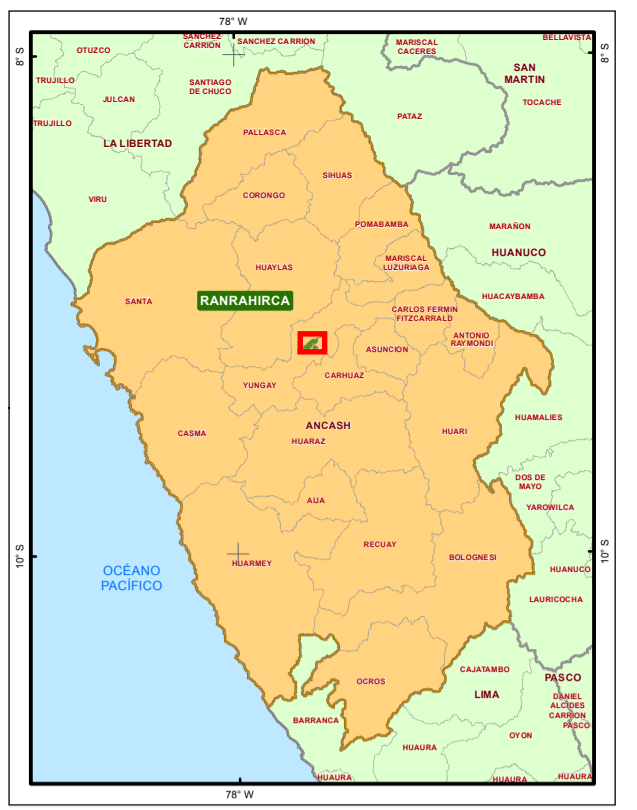 78° W
8° S
8° S
OTUZCO
SANCHEZ
CARRIÓN
SANCHEZ CARRION
MARISCAL
CACERES
BELLAVISTA
TRUJILLO
JULCAN
SANTIAGO
DE CHUCO
SAN
MARTIN
TOCACHE
TRUJILLO
LA LIBERTAD
PALLASCA
PATAZ
SIHUAS
VIRU
CORONGO
POMABAMBA
MARAÑON
HUANUCO
MARISCAL
LUZURIAGA
HUAYLAS
SANTA
RANRAHIRCA
HUACAYBAMBA
CARLOS FERMIN
FITZCARRALD
ANTONIO
RAYMONDI
ASUNCION
CARHUAZ
YUNGAY
CASMA
ANCASH
HUARAZ
HUARI
HUAMALIES
DOS DE
MAYO
YAROWILCA
AIJA
RECUAY
BOLOGNESI
HUARMEY
10° S
10° S
OCÉANO
PACÍFICO
HUANUCO
LAURICOCHA
OCROS
CAJATAMBO
LIMA
PASCO
DANIEL
ALCIDES
CARRION
PASCO
BARRANCA
OYON
HUAURA
HUAURA
HUAURA
HUAURA
78° W